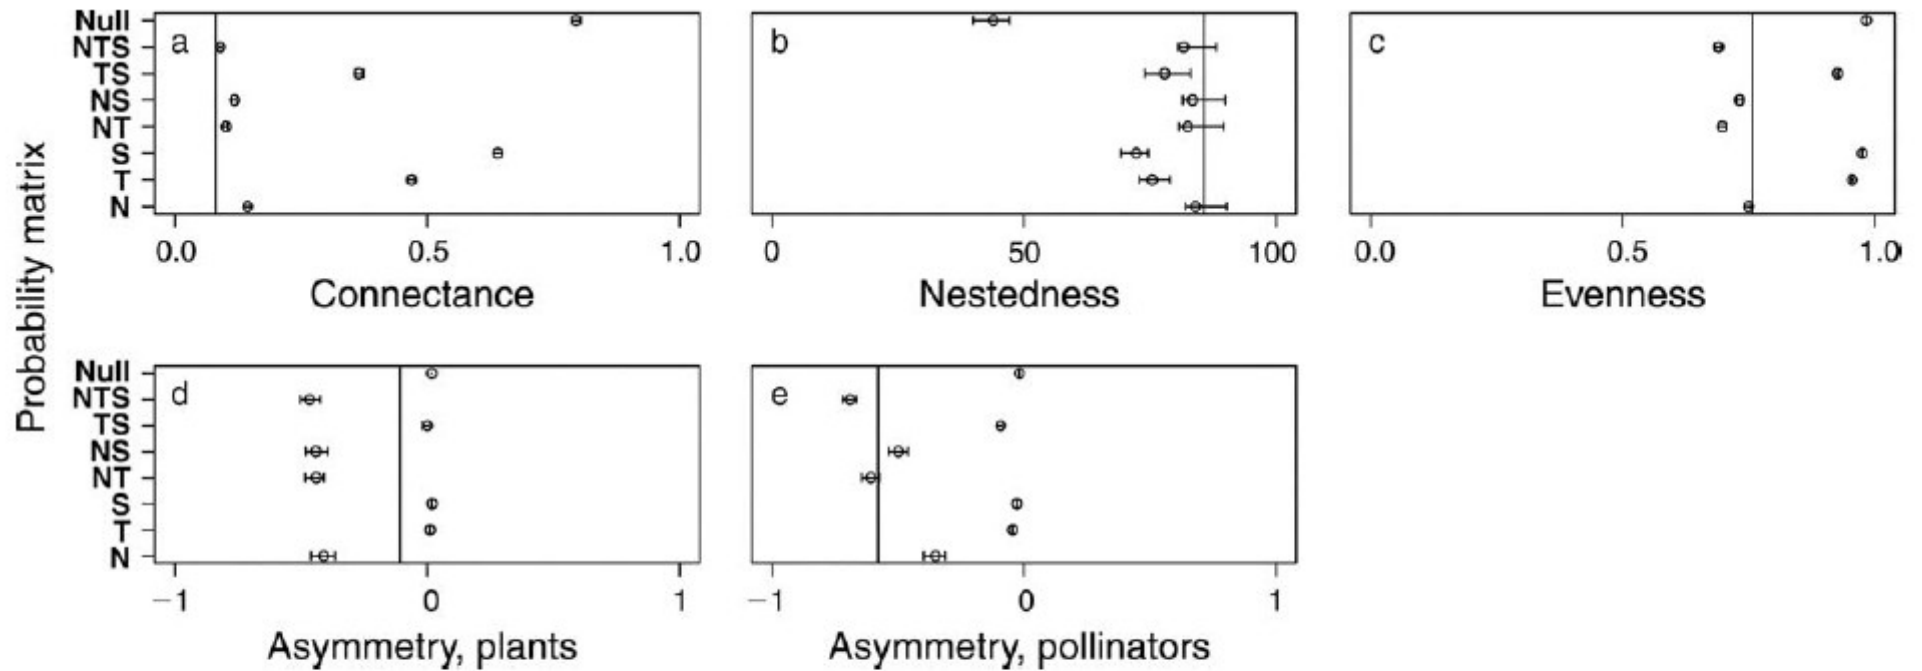 Probability matrix
Null
NTS
TS
NS
NT
S
T
N
a
0.0 0.5 1.0
Connectance
b
0 50 100
Nestedness
c
0.0 0.5 1.0
Evenness
Null
NTS
TS
NS
NT
S
T
N
d
−1 0 1
Asymmetry, plants
e
−1 0 1
Asymmetry, pollinators